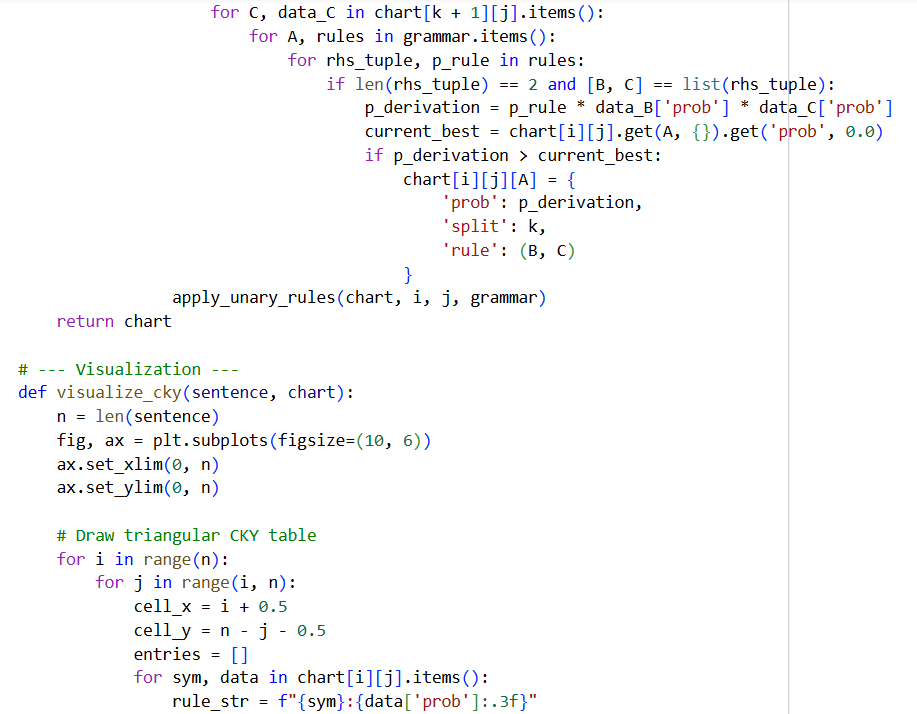 for C, data_C in chart[k + 1][j].items():
for A, rules in grammar.items():
for rhs_tuple, p_rule in rules:
if len(rhs_tuple) == 2 and [B, C] == list(rhs_tuple):
p_derivation = p_rule * data_B['prob'] * data_C['prob']
current_best = chart[i][j].get(A, {}).get('prob', 0.0)
if p_derivation > current_best:
chart[i][j][A] = {
'prob': p_derivation,
'split': k,
'rule': (B, C)
}
apply_unary_rules(chart, i, j, grammar)
return chart
# --- Visualization ---
def visualize_cky(sentence, chart):
n = len(sentence)
fig, ax = plt.subplots(figsize=(10, 6))
ax.set_xlim(0, n)
ax.set_ylim(0, n)
# Draw triangular CKY table
for i in range(n):
for j in range(i, n):
cell_x = i + 0.5
cell_y = n - j - 0.5
entries = []
for sym, data in chart[i][j].items():
rule_str = f"{sym}:{data['prob']:.3f}"